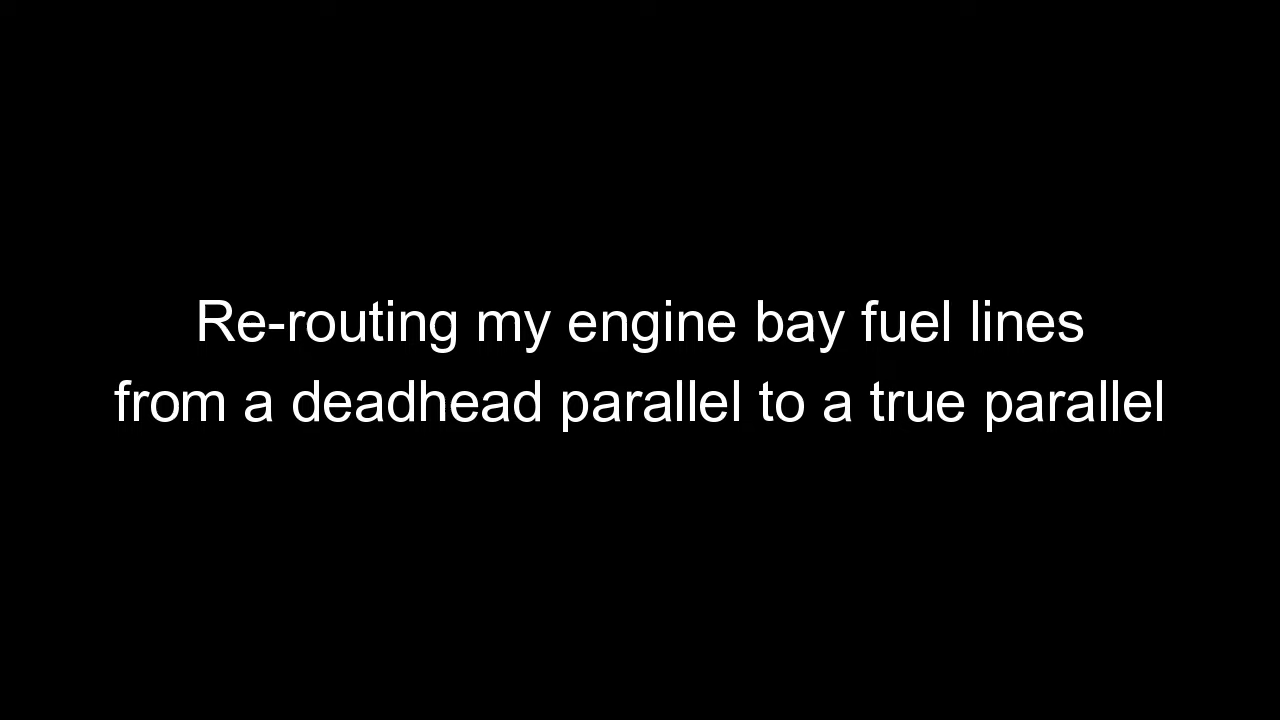 Re-routing my engine bay fuel lines
from a deadhead parallel to a true parallel